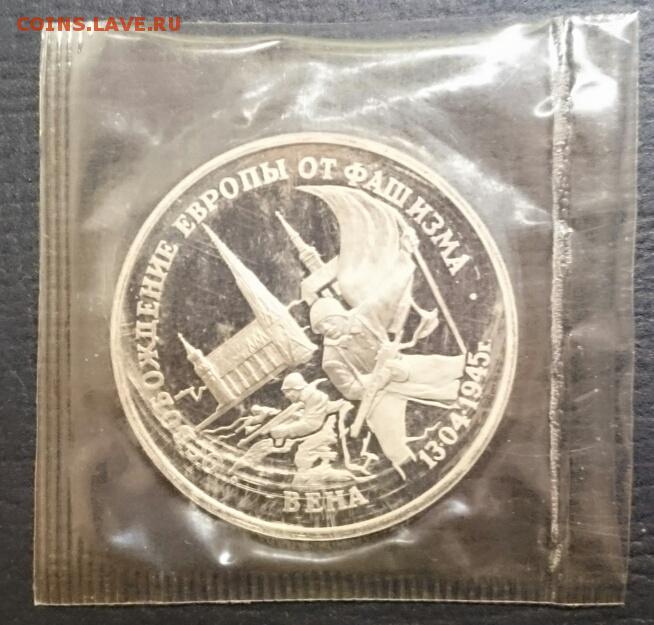 COINS.LAVE.RU
ОСВОБОЖДЕНИЕ ЕВРОПЫ ОТ ФАШИЗМА
13·04·1945г.
ВЕНА